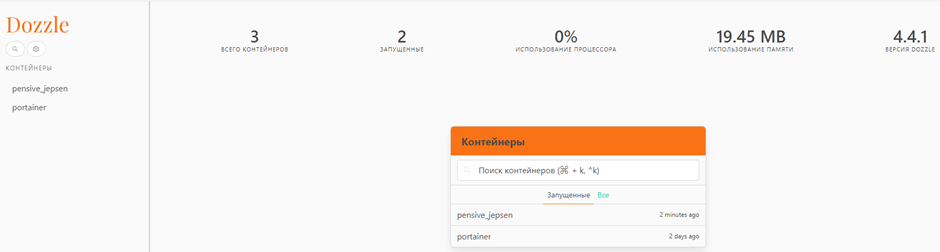 Dozzle
КОНТЕЙНЕРЫ
pensive_jepsen
portainer
3
ВСЕГО КОНТЕЙНЕРОВ
2
ЗАПУЩЕННЫЕ
0%
ИСПОЛЬЗОВАНИЕ ПРОЦЕССОРА
19.45 MB
ИСПОЛЬЗОВАНИЕ ПАМЯТИ
4.4.1
ВЕРСИЯ DOZZLE
Контейнеры
Поиск контейнеров (⌘ + k, ^k)
Запущенные Все
pensive_jepsen 2 minutes ago
portainer 2 days ago